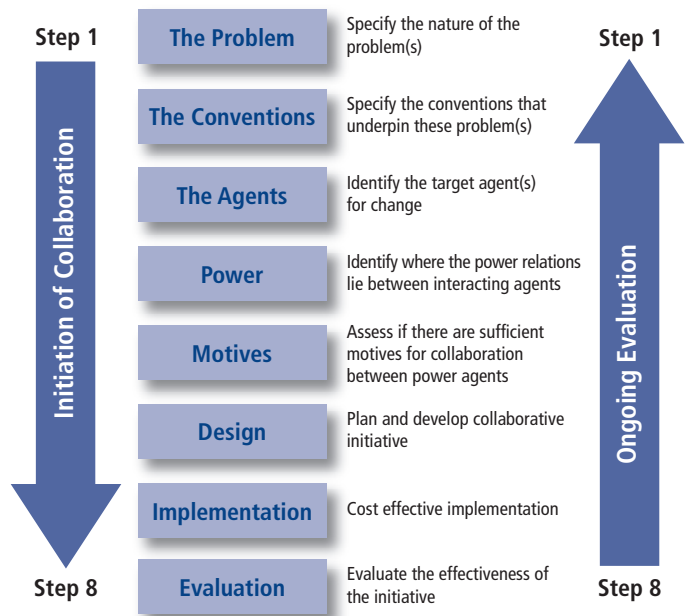 Step 1
The Problem
Specify the nature of the
problem(s)
Step 1
Initiation of Collaboration
The Conventions
Specify the conventions that
underpin these problem(s)
The Agents
Identify the target agent(s)
for change
Power
Identify where the power relations
lie between interacting agents
Motives
Assess if there are sufficient
motives for collaboration
between power agents
Design
Plan and develop collaborative
initiative
Implementation
Cost effective implementation
Ongoing Evaluation
Step 8
Evaluation
Evaluate the effectiveness of
the initiative
Step 8